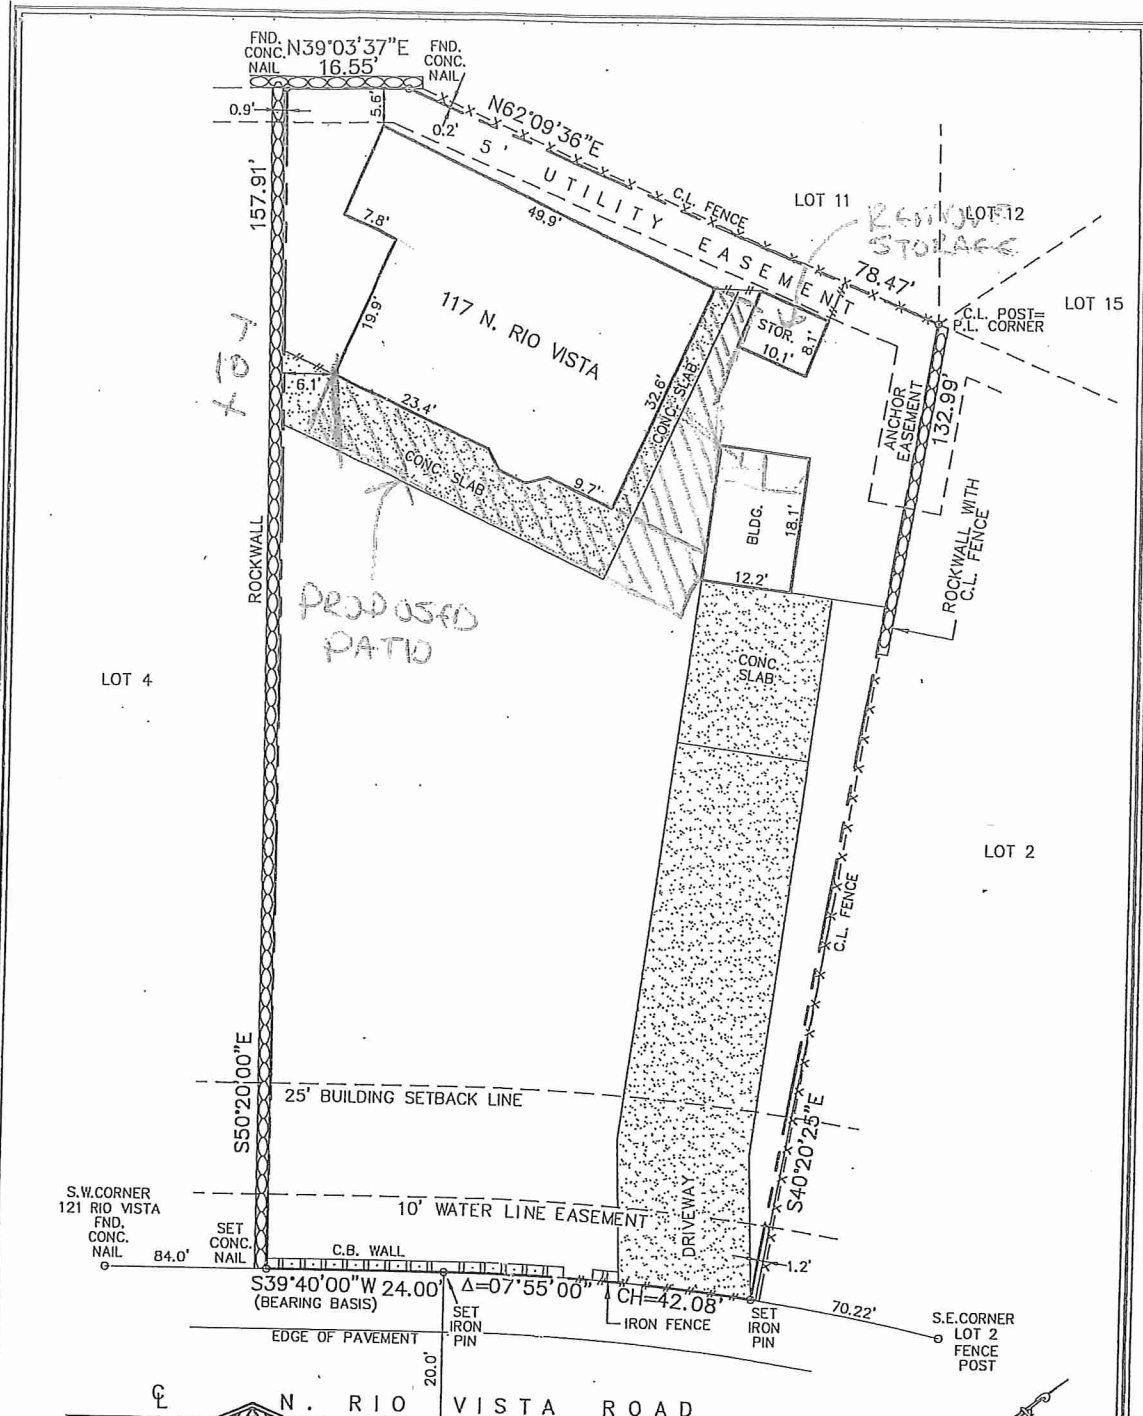 FND.
CONC.
NAIL
N39°03'37"E
16.55'
FND.
CONC.
NAIL
0.9'
5.6'
0.2'
N62°09'36"E
5' UTILITY EASEMENT
C.L. FENCE
LOT 11
LOT 12
REMOVE
STORAGE
78.47'
LOT 15
C.L. POST=
P.L. CORNER
157.91'
7.8'
49.9'
19.9'
117 N. RIO VISTA
STOR.
10.1'
8.1'
6.1'
23.4'
32.6'
CONC. SLAB
CONC. SLAB
9.7'
ANCHOR
EASEMENT
132.99'
BLDG.
18.1'
12.2'
ROCKWALL WITH
C.L. FENCE
ROCKWALL
PROPOSED
PATIO
LOT 4
CONC.
SLAB
LOT 2
C.L. FENCE
S50°20'00"E
25' BUILDING SETBACK LINE
S40°20'25"E
10' WATER LINE EASEMENT
DRIVEWAY
S.W.CORNER
121 RIO VISTA
FND.
CONC.
NAIL
84.0'
SET
CONC.
NAIL
C.B. WALL
1.2'
S39°40'00"W 24.00'
(BEARING BASIS)
Δ=07°55'00"
CH=42.08'
SET
IRON
PIN
IRON FENCE
SET
IRON
PIN
70.22'
S.E.CORNER
LOT 2
FENCE
POST
EDGE OF PAVEMENT
20.0'
℄
N. RIO VISTA ROAD